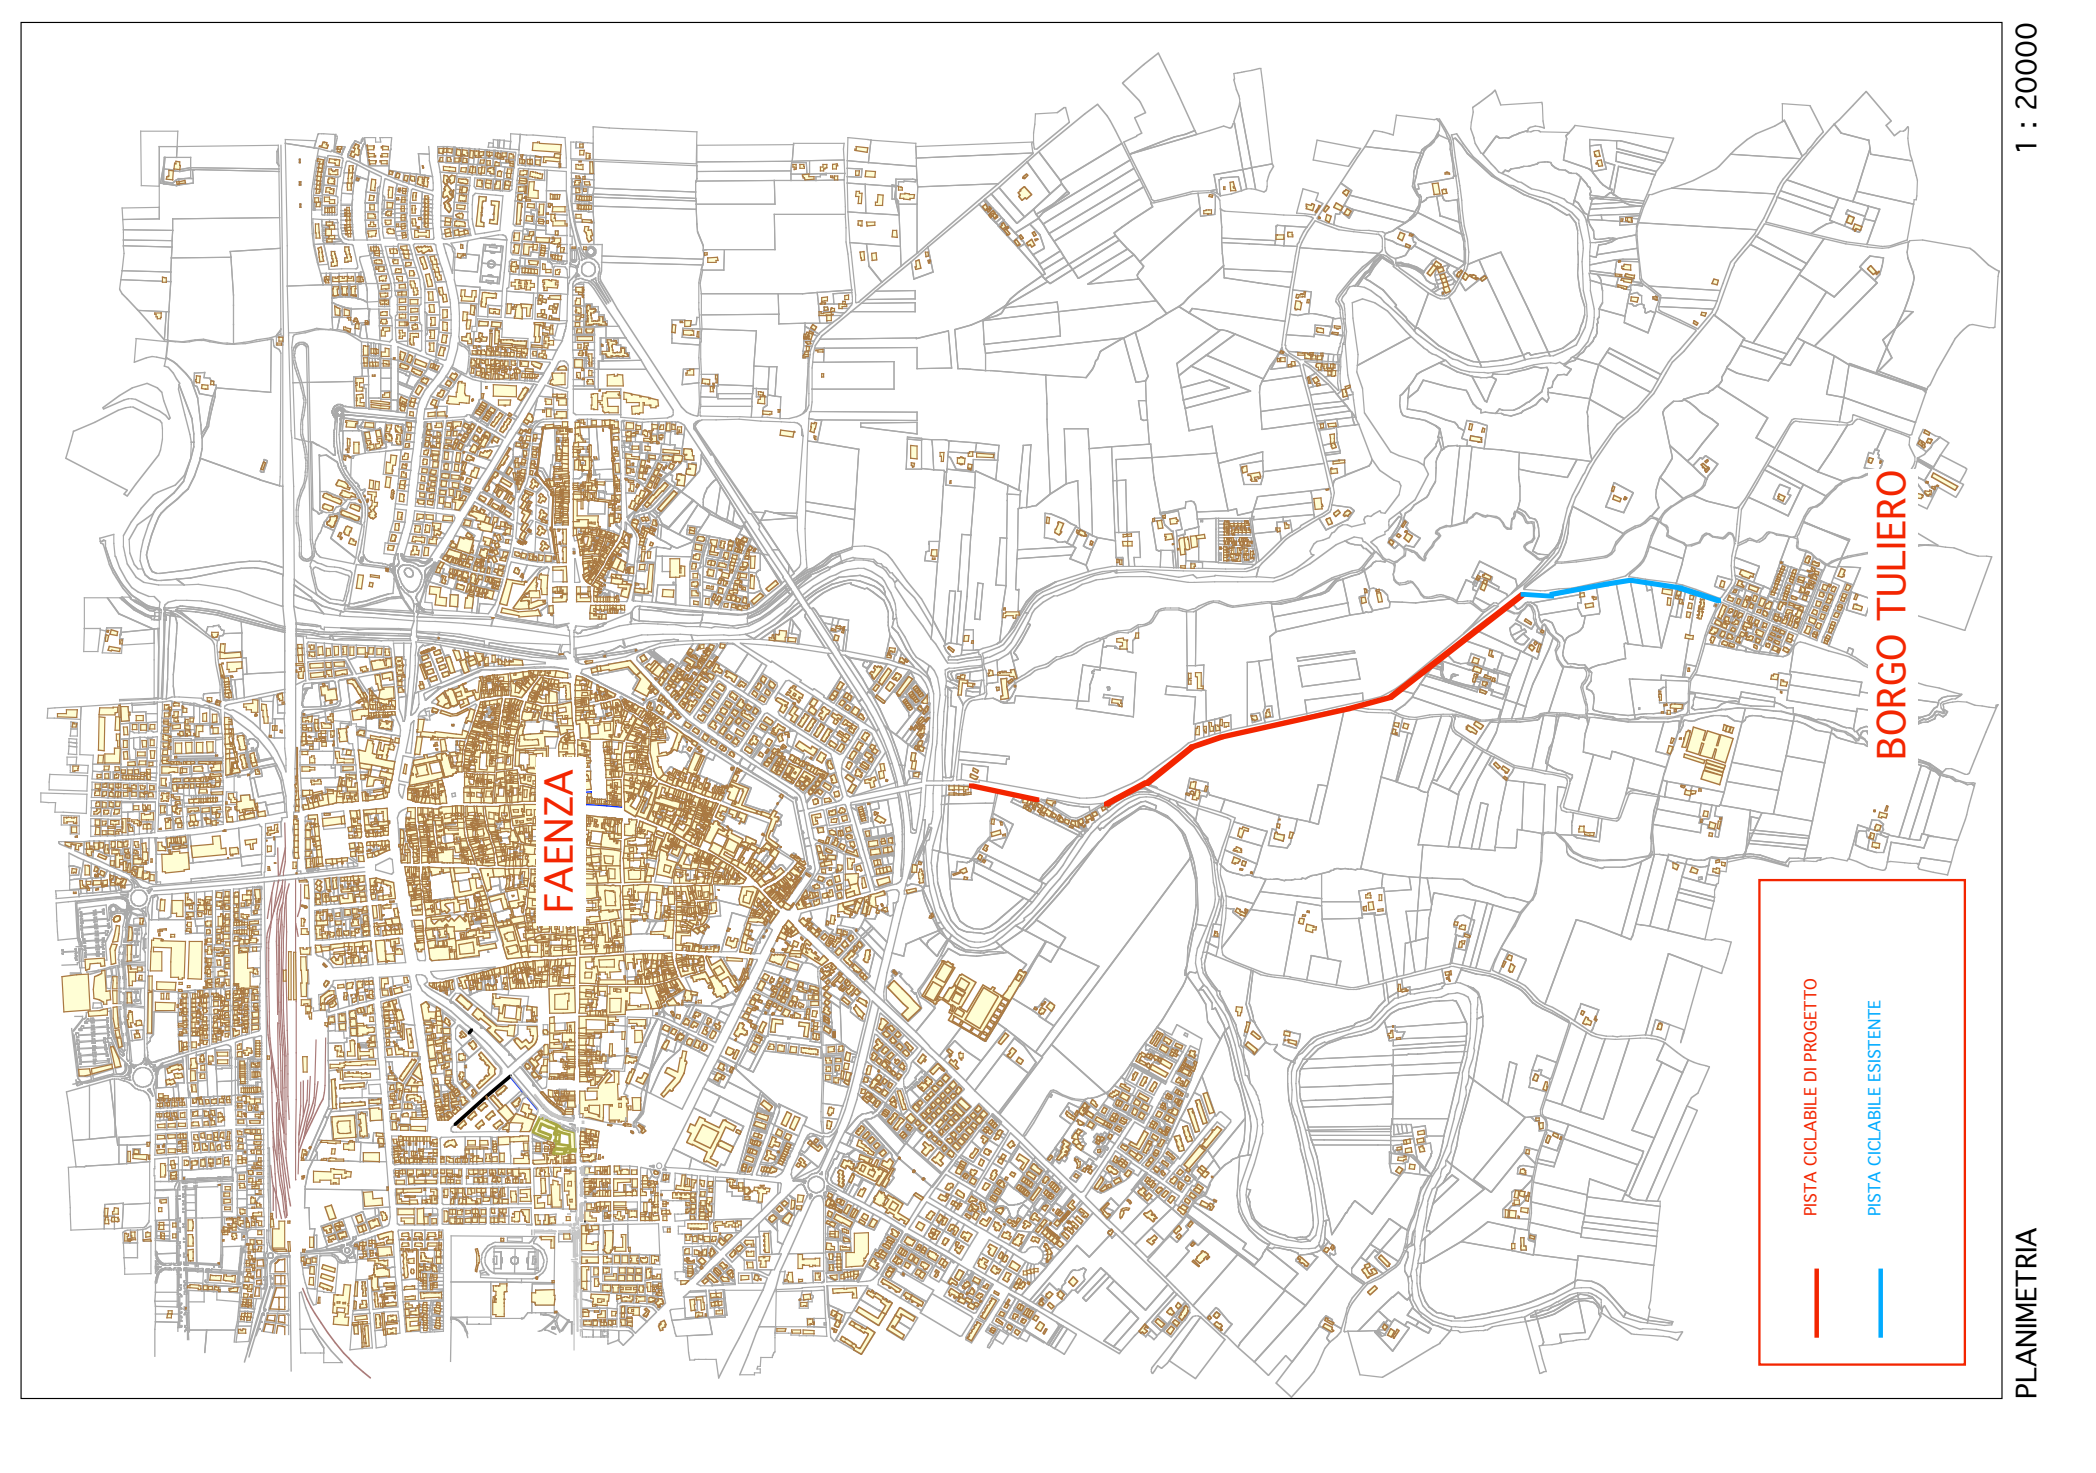 FAENZA
BORGO TULIERO
PISTA CICLABILE DI PROGETTO
PISTA CICLABILE ESISTENTE
PLANIMETRIA
1 : 20000